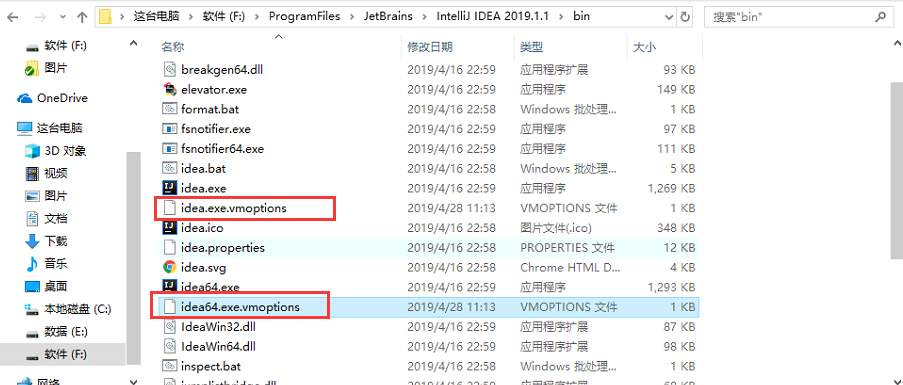 这台电脑 › 软件 (F:) › ProgramFiles › JetBrains › IntelliJ IDEA 2019.1.1 › bin
搜索"bin"
软件 (F:)
图片
OneDrive
这台电脑
3D 对象
视频
图片
文档
下载
音乐
桌面
本地磁盘 (C:)
数据 (E:)
软件 (F:)
网络
名称 修改日期 类型 大小
breakgen64.dll 2019/4/16 22:59 应用程序扩展 93 KB
elevator.exe 2019/4/16 22:59 应用程序 149 KB
format.bat 2019/4/16 22:58 Windows 批处理... 1 KB
fsnotifier.exe 2019/4/16 22:59 应用程序 97 KB
fsnotifier64.exe 2019/4/16 22:59 应用程序 111 KB
idea.bat 2019/4/16 22:58 Windows 批处理... 5 KB
idea.exe 2019/4/16 22:59 应用程序 1,269 KB
idea.exe.vmoptions 2019/4/28 11:13 VMOPTIONS 文件 1 KB
idea.ico 2019/4/16 22:58 图片文件(.ico) 348 KB
idea.properties 2019/4/16 22:58 PROPERTIES 文件 12 KB
idea.svg 2019/4/16 22:58 Chrome HTML D... 4 KB
idea64.exe 2019/4/16 22:59 应用程序 1,293 KB
idea64.exe.vmoptions 2019/4/28 11:13 VMOPTIONS 文件 1 KB
IdeaWin32.dll 2019/4/16 22:59 应用程序扩展 87 KB
IdeaWin64.dll 2019/4/16 22:59 应用程序扩展 98 KB
inspect.bat 2019/4/16 22:58 Windows 批处理... 1 KB